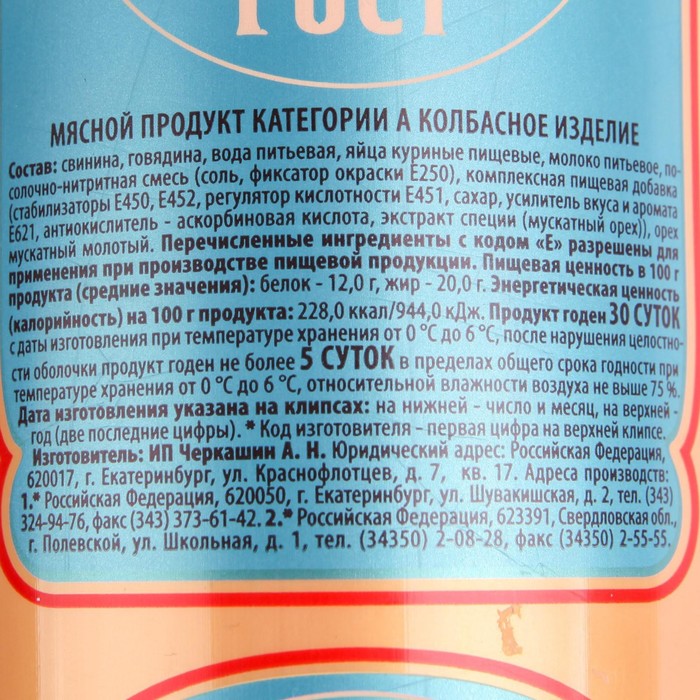 ГОСТ
МЯСНОЙ ПРОДУКТ КАТЕГОРИИ А КОЛБАСНОЕ ИЗДЕЛИЕ
Состав: свинина, говядина, вода питьевая, яйца куриные пищевые, молоко питьевое, по-
солочно-нитритная смесь (соль, фиксатор окраски Е250), комплексная пищевая добавка
(стабилизаторы Е450, Е452, регулятор кислотности Е451, сахар, усилитель вкуса и аромата
Е621, антиокислитель - аскорбиновая кислота, экстракт специи (мускатный орех)), орех
мускатный молотый. Перечисленные ингредиенты с кодом «Е» разрешены для
применения при производстве пищевой продукции. Пищевая ценность в 100 г
продукта (средние значения): белок - 12,0 г, жир - 20,0 г. Энергетическая ценность
(калорийность) на 100 г продукта: 228,0 ккал/944,0 кДж. Продукт годен 30 СУТОК
с даты изготовления при температуре хранения от 0 °С до 6 °С, после нарушения целостно-
сти оболочки продукт годен не более 5 СУТОК в пределах общего срока годности при
температуре хранения от 0 °С до 6 °С, относительной влажности воздуха не выше 75 %.
Дата изготовления указана на клипсах: на нижней - число и месяц, на верхней -
год (две последние цифры). * Код изготовителя - первая цифра на верхней клипсе.
Изготовитель: ИП Черкашин А. Н. Юридический адрес: Российская Федерация,
620017, г. Екатеринбург, ул. Краснофлотцев, д. 7, кв. 17. Адреса производств:
1.* Российская Федерация, 620050, г. Екатеринбург, ул. Шувакишская, д. 2, тел. (343)
324-94-76, факс (343) 373-61-42. 2.* Российская Федерация, 623391, Свердловская обл.,
г. Полевской, ул. Школьная, д. 1, тел. (34350) 2-08-28, факс (34350) 2-55-55.